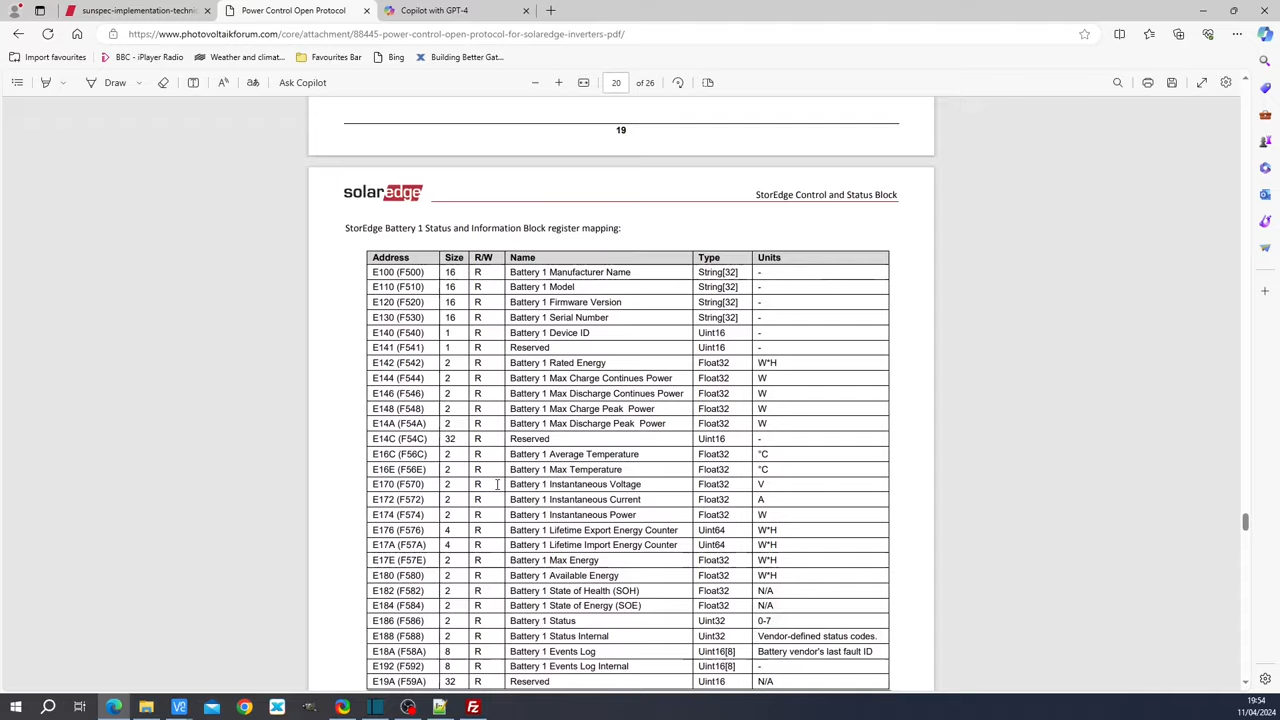 sunspec-implementation-technic
Power Control Open Protocol
Copilot with GPT-4
https://www.photovoltaikforum.com/core/attachment/88445-power-control-open-protocol-for-solaredge-inverters-pdf/
Import favourites
BBC - iPlayer Radio
Weather and climat...
Favourites Bar
Bing
Building Better Gat...
Draw
Ask Copilot
20 of 26
19
solaredge
StorEdge Control and Status Block
StorEdge Battery 1 Status and Information Block register mapping:
Address Size R/W Name Type Units
E100 (F500) 16 R Battery 1 Manufacturer Name String[32] -
E110 (F510) 16 R Battery 1 Model String[32] -
E120 (F520) 16 R Battery 1 Firmware Version String[32] -
E130 (F530) 16 R Battery 1 Serial Number String[32] -
E140 (F540) 1 R Battery 1 Device ID Uint16 -
E141 (F541) 1 R Reserved Uint16 -
E142 (F542) 2 R Battery 1 Rated Energy Float32 W*H
E144 (F544) 2 R Battery 1 Max Charge Continues Power Float32 W
E146 (F546) 2 R Battery 1 Max Discharge Continues Power Float32 W
E148 (F548) 2 R Battery 1 Max Charge Peak Power Float32 W
E14A (F54A) 2 R Battery 1 Max Discharge Peak Power Float32 W
E14C (F54C) 32 R Reserved Uint16 -
E16C (F56C) 2 R Battery 1 Average Temperature Float32 °C
E16E (F56E) 2 R Battery 1 Max Temperature Float32 °C
E170 (F570) 2 R Battery 1 Instantaneous Voltage Float32 V
E172 (F572) 2 R Battery 1 Instantaneous Current Float32 A
E174 (F574) 2 R Battery 1 Instantaneous Power Float32 W
E176 (F576) 4 R Battery 1 Lifetime Export Energy Counter Uint64 W*H
E17A (F57A) 4 R Battery 1 Lifetime Import Energy Counter Uint64 W*H
E17E (F57E) 2 R Battery 1 Max Energy Float32 W*H
E180 (F580) 2 R Battery 1 Available Energy Float32 W*H
E182 (F582) 2 R Battery 1 State of Health (SOH) Float32 N/A
E184 (F584) 2 R Battery 1 State of Energy (SOE) Float32 N/A
E186 (F586) 2 R Battery 1 Status Uint32 0-7
E188 (F588) 2 R Battery 1 Status Internal Uint32 Vendor-defined status codes.
E18A (F58A) 8 R Battery 1 Events Log Uint16[8] Battery vendor's last fault ID
E192 (F592) 8 R Battery 1 Events Log Internal Uint16[8] -
E19A (F59A) 32 R Reserved Uint16 N/A
19:54
11/04/2024